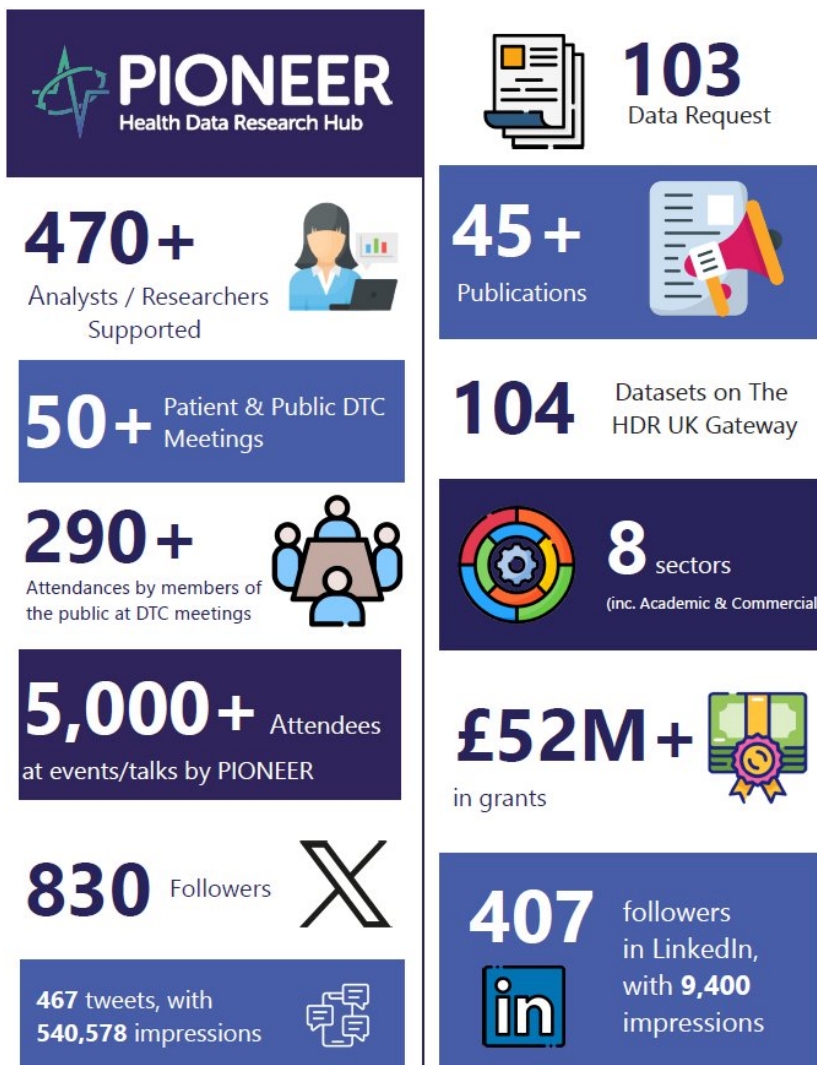 PIONEER
Health Data Research Hub
470+
Analysts / Researchers
Supported
50+ Patient & Public DTC
Meetings
290+
Attendances by members of
the public at DTC meetings
5,000+ Attendees
at events/talks by PIONEER
830 Followers
X
467 tweets, with
540,578 impressions
103
Data Request
45+
Publications
104 Datasets on The
HDR UK Gateway
8 sectors
(inc. Academic & Commercial
£52M+
in grants
407 followers
in LinkedIn,
with 9,400
impressions
in